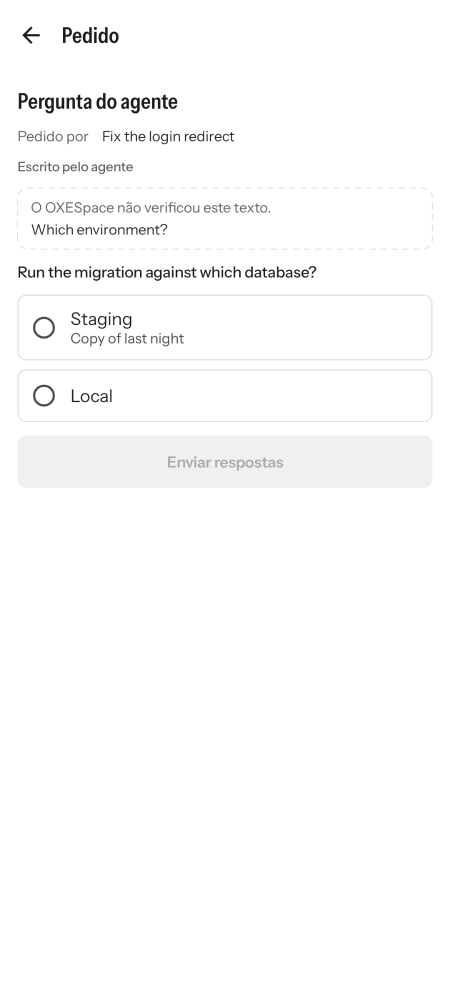 Pedido
Pergunta do agente
Pedido por Fix the login redirect
Escrito pelo agente
O OXESpace não verificou este texto.
Which environment?
Run the migration against which database?
Staging
Copy of last night
Local
Enviar respostas